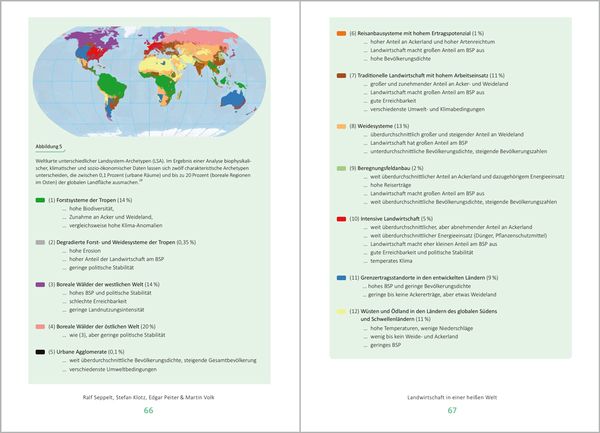 Abbildung 5
Weltkarte unterschiedlicher Landsystem-Archetypen (LSA). Im Ergebnis einer Analyse biophysikali-
scher, klimatischer und sozio-ökonomischer Daten lassen sich zwölf charakteristische Archetypen
unterscheiden, die zwischen 0,1 Prozent (urbane Räume) und bis zu 20 Prozent (boreale Regionen
im Osten) der globalen Landfläche ausmachen.
(1) Forstsysteme der Tropen (14 %)
... hohe Biodiversität,
... Zunahme an Acker und Weideland,
... vergleichsweise hohe Klima-Anomalien
(2) Degradierte Forst- und Weidesysteme der Tropen (0,35 %)
... hohe Erosion
... hoher Anteil der Landwirtschaft am BSP
... geringe politische Stabilität
(3) Boreale Wälder der westlichen Welt (14 %)
... hohes BSP und politische Stabilität
... schlechte Erreichbarkeit
... geringe Landnutzungsintensität
(4) Boreale Wälder der östlichen Welt (20 %)
... wie (3), aber geringe politische Stabilität
(5) Urbane Agglomerate (0,1 %)
... weit überdurchschnittliche Bevölkerungsdichte, steigende Gesamtbevölkerung
... verschiedenste Umweltbedingungen
Ralf Seppelt, Stefan Klotz, Edgar Peiter & Martin Volk
66
(6) Reisanbausysteme mit hohem Ertragspotenzial (1 %)
... hoher Anteil an Ackerland und hoher Artenreichtum
... Landwirtschaft macht großen Anteil am BSP aus
... hohe Bevölkerungsdichte
(7) Traditionelle Landwirtschaft mit hohem Arbeitseinsatz (11 %)
... großer und zunehmender Anteil an Acker- und Weideland
... Landwirtschaft macht großen Anteil am BSP aus
... gute Erreichbarkeit
... verschiedenste Umwelt- und Klimabedingungen
(8) Weidesysteme (13 %)
... überdurchschnittlich großer und steigender Anteil an Weideland
... Landwirtschaft hat großen Anteil am BSP
... unterdurchschnittliche Bevölkerungsdichte, steigende Bevölkerungszahlen
(9) Beregnungsfeldanbau (2 %)
... weit überdurchschnittlicher Anteil an Ackerland und dazugehörigem Energieeinsatz
... hohe Reiserträge
... Landwirtschaft macht großen Anteil am BSP aus
... weit überdurchschnittliche Bevölkerungsdichte, steigende Bevölkerungszahlen
(10) Intensive Landwirtschaft (5 %)
... weit überdurchschnittlicher, aber abnehmender Anteil an Ackerland
... weit überdurchschnittlicher Energieeinsatz (Dünger, Pflanzenschutzmittel)
... Landwirtschaft macht eher kleinen Anteil am BSP aus
... gute Erreichbarkeit und politische Stabilität
... temperates Klima
(11) Grenzertragsstandorte in den entwickelten Ländern (9 %)
... hohes BSP und geringe Bevölkerungsdichte
... geringe bis keine Ackererträge, aber etwas Weideland
(12) Wüsten und Ödland in den Ländern des globalen Südens
und Schwellenländern (11 %)
... hohe Temperaturen, wenige Niederschläge
... wenig bis kein Weide- und Ackerland
... geringes BSP
Landwirtschaft in einer heißen Welt
67